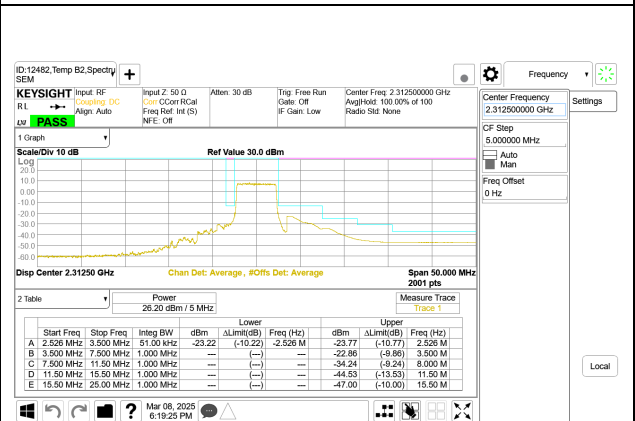 ID:12482,Temp B2,Spectru
SEM
Frequency
KEYSIGHT
RL
LXI
PASS
Input: RF
Coupling: DC
Align: Auto
Input Z: 50 Ω
Corr CCorr RCal
Freq Ref: Int (S)
NFE: Off
Atten: 30 dB
Trig: Free Run
Gate: Off
IF Gain: Low
Center Freq: 2.312500000 GHz
Avg|Hold: 100.00% of 100
Radio Std: None
Center Frequency
2.312500000 GHz
Settings
CF Step
5.000000 MHz
Auto
Man
Freq Offset
0 Hz
1 Graph
Scale/Div 10 dB
Ref Value 30.0 dBm
Log
20.0
10.0
0.00
-10.0
-20.0
-30.0
-40.0
-50.0
-60.0
Disp Center 2.31250 GHz
Chan Det: Average, #Offs Det: Average
Span 50.000 MHz
2001 pts
2 Table
Power
26.20 dBm / 5 MHz
Measure Trace
Trace 1
Lower Upper
Start Freq Stop Freq Integ BW dBm ΔLimit(dB) Freq (Hz) dBm ΔLimit(dB) Freq (Hz)
A 2.526 MHz 3.500 MHz 51.00 kHz -23.22 (-10.22) -2.526 M -23.77 (-10.77) 2.526 M
B 3.500 MHz 7.500 MHz 1.000 MHz --- (---) --- -22.86 (-9.86) 3.500 M
C 7.500 MHz 11.50 MHz 1.000 MHz --- (---) --- -34.24 (-9.24) 8.000 M
D 11.50 MHz 15.50 MHz 1.000 MHz --- (---) --- -44.53 (-13.53) 11.50 M
E 15.50 MHz 25.00 MHz 1.000 MHz --- (---) --- -47.00 (-10.00) 15.50 M
Local
?
Mar 08, 2025
6:19:25 PM